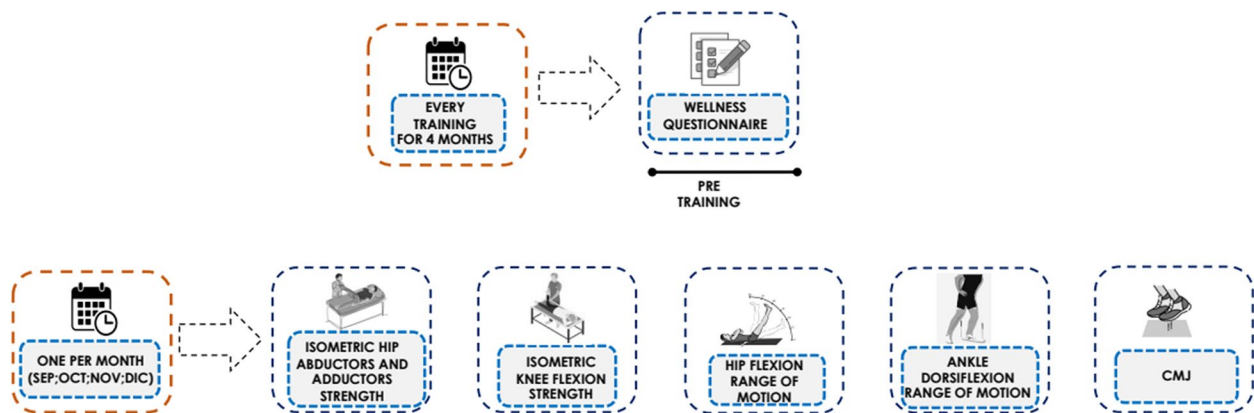 EVERY
TRAINING
FOR 4 MONTHS
WELLNESS
QUESTIONNAIRE
PRE
TRAINING
ONE PER MONTH
(SEP;OCT;NOV;DIC)
ISOMETRIC HIP
ABDUCTORS AND
ADDUCTORS
STRENGTH
ISOMETRIC
KNEE FLEXION
STRENGTH
HIP FLEXION
RANGE OF
MOTION
ANKLE
DORSIFLEXION
RANGE OF MOTION
CMJ